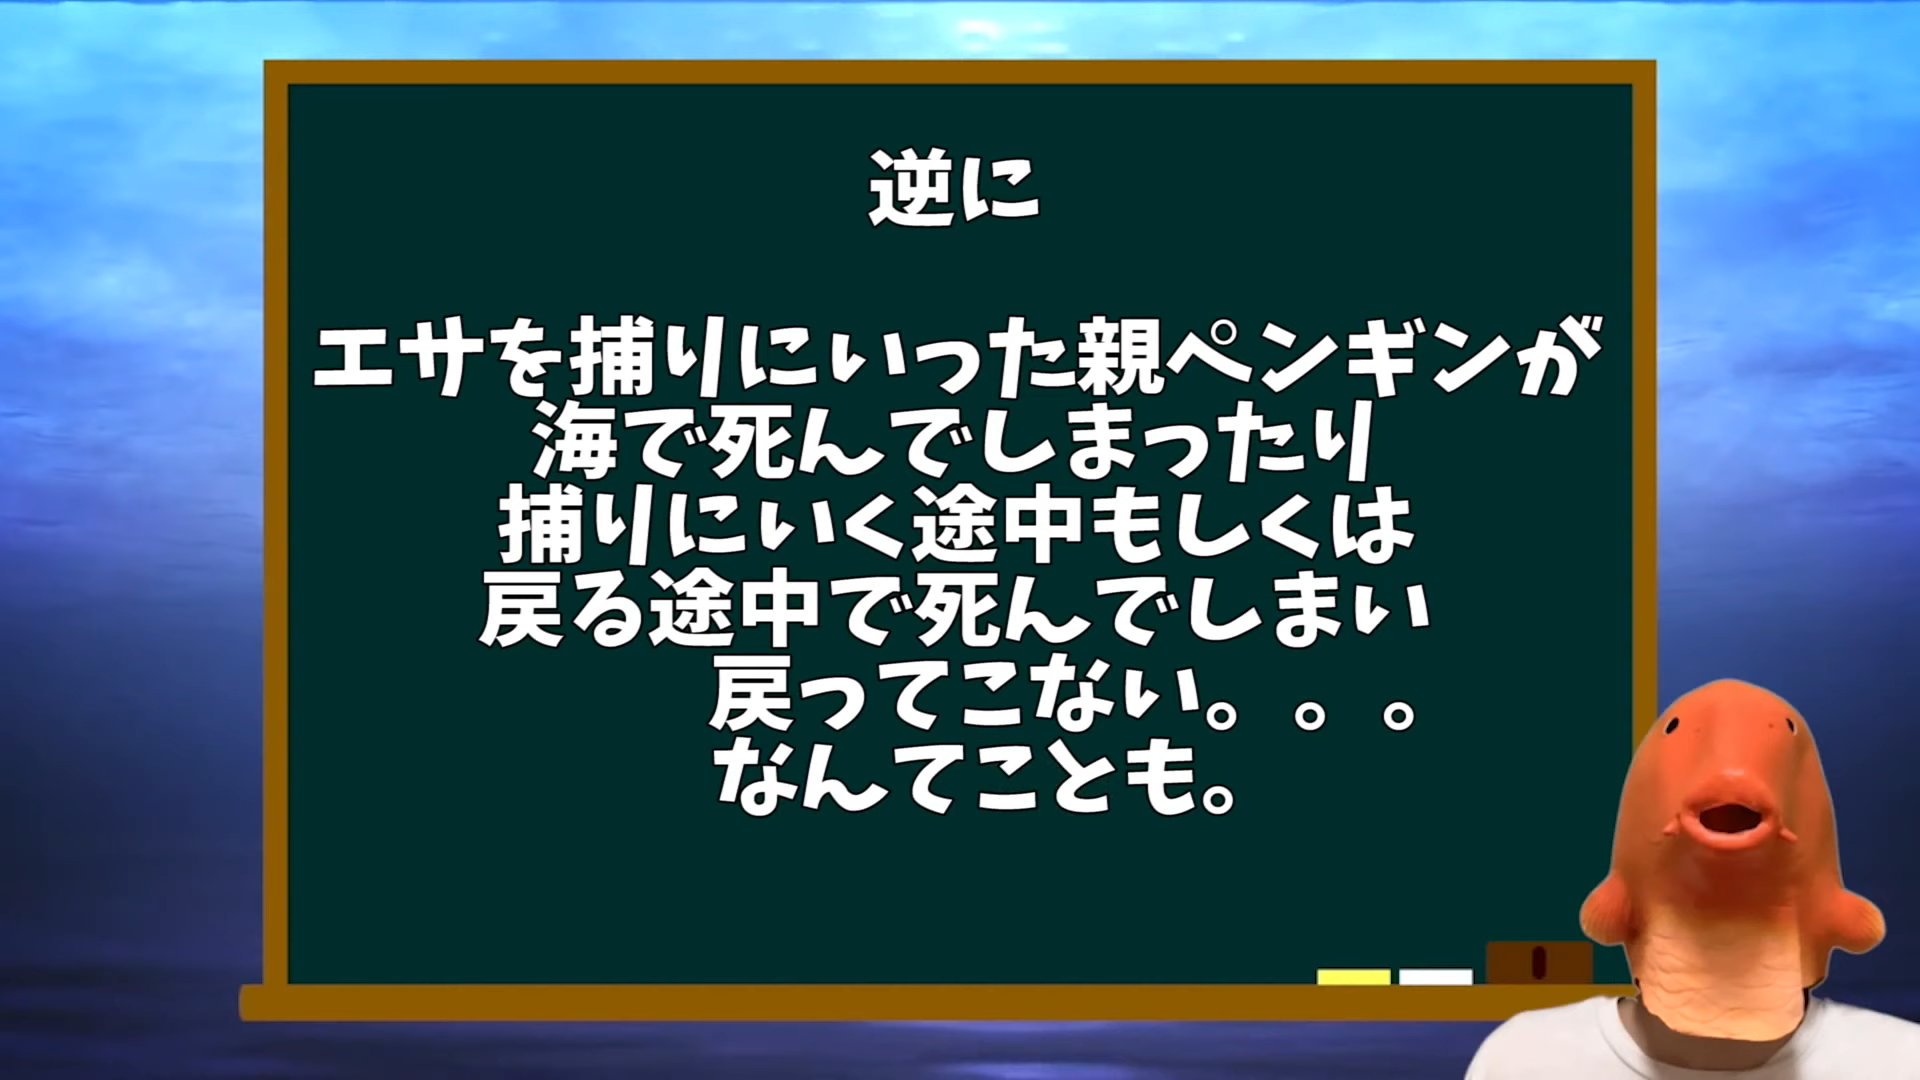 逆に
エサを捕りにいった親ペンギンが
海で死んでしまったり
捕りにいく途中もしくは
戻る途中で死んでしまい
戻ってこない。。。
なんてことも。